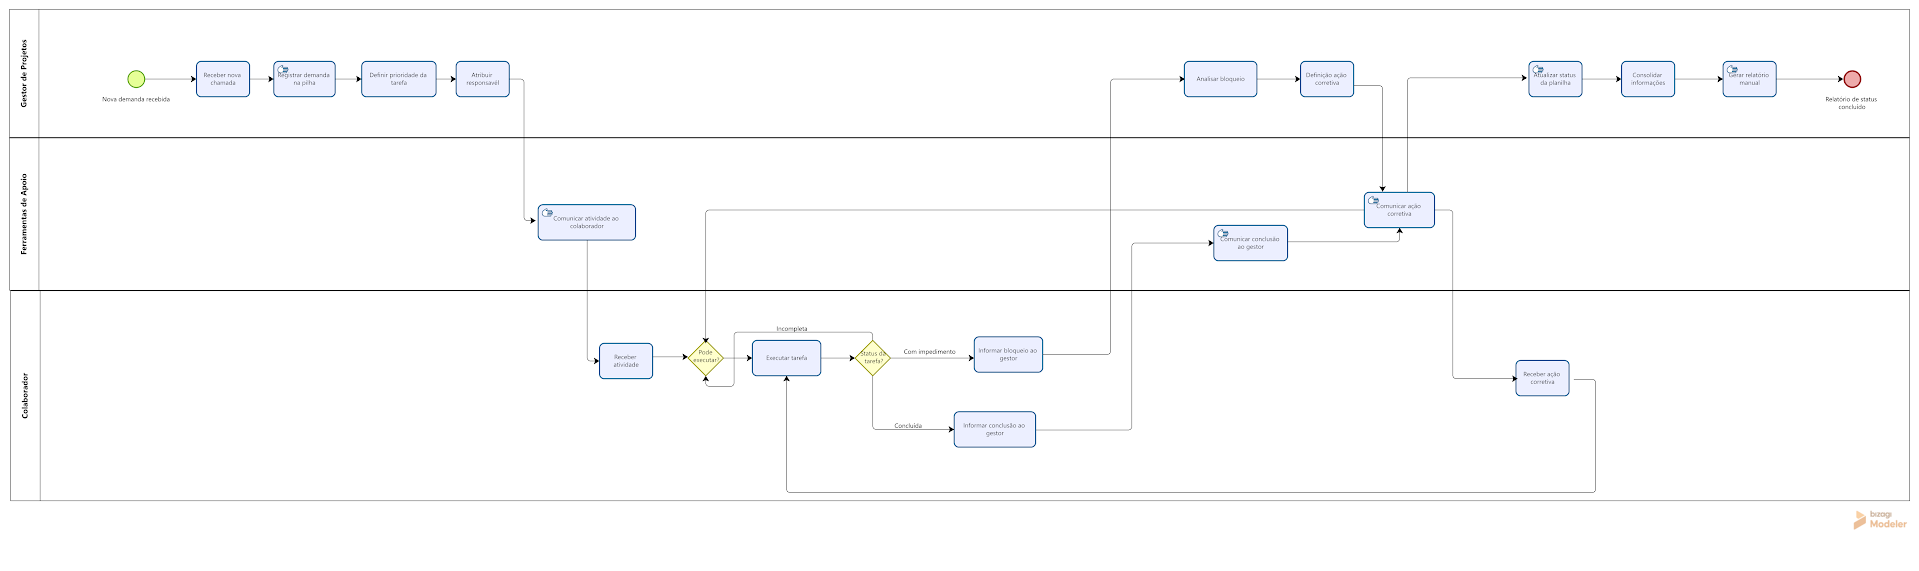 Gestor de Projetos
Nova demanda recebida
Receber nova
chamada
Registrar demanda
na pilha
Definir prioridade da
tarefa
Atribuir
responsavél
Analisar bloqueio
Definição ação
corretiva
Atualizar status
da planilha
Consolidar
informações
Gerar relatório
manual
Relatório de status
concluído
Ferramentas de Apoio
Comunicar atividade ao
colaborador
Comunicar ação
corretiva
Comunicar conclusão
ao gestor
Colaborador
Receber
atividade
Pode
executar?
Incompleta
Executar tarefa
Status da
tarefa?
Com impedimento
Informar bloqueio ao
gestor
Concluída
Informar conclusão ao
gestor
Receber ação
corretiva
bizagi
Modeler